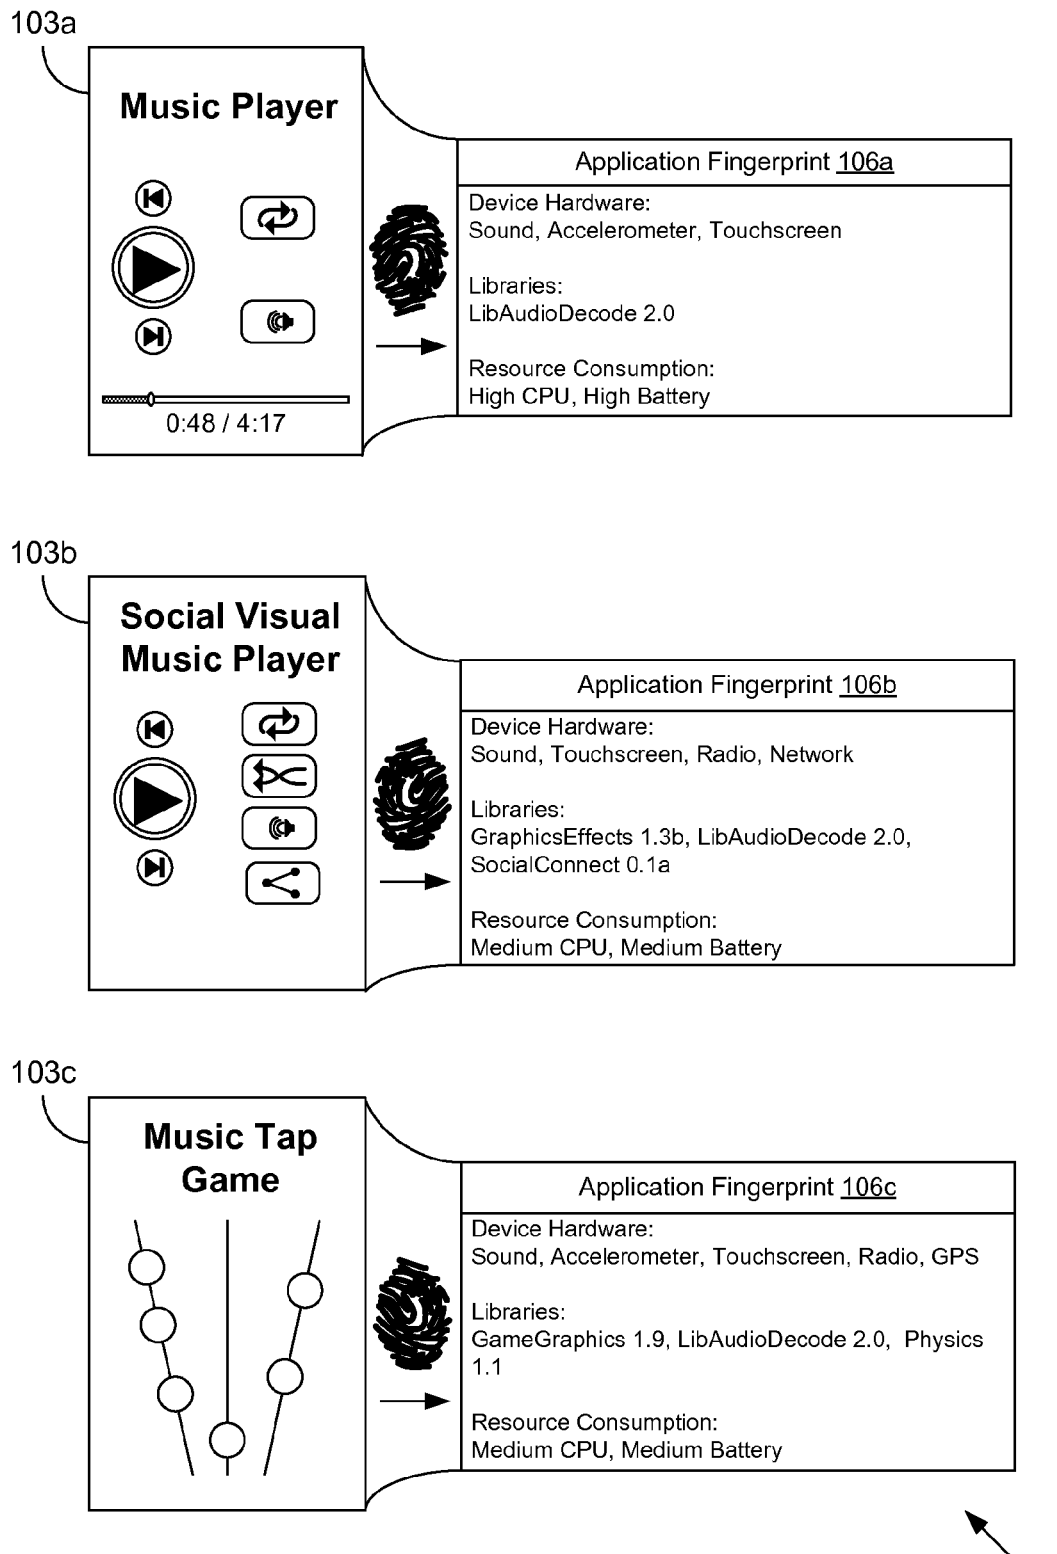 103a
Music Player
0:48 / 4:17
Application Fingerprint 106a
Device Hardware:
Sound, Accelerometer, Touchscreen
Libraries:
LibAudioDecode 2.0
Resource Consumption:
High CPU, High Battery
103b
Social Visual
Music Player
Application Fingerprint 106b
Device Hardware:
Sound, Touchscreen, Radio, Network
Libraries:
GraphicsEffects 1.3b, LibAudioDecode 2.0,
SocialConnect 0.1a
Resource Consumption:
Medium CPU, Medium Battery
103c
Music Tap
Game
Application Fingerprint 106c
Device Hardware:
Sound, Accelerometer, Touchscreen, Radio, GPS
Libraries:
GameGraphics 1.9, LibAudioDecode 2.0, Physics
1.1
Resource Consumption:
Medium CPU, Medium Battery